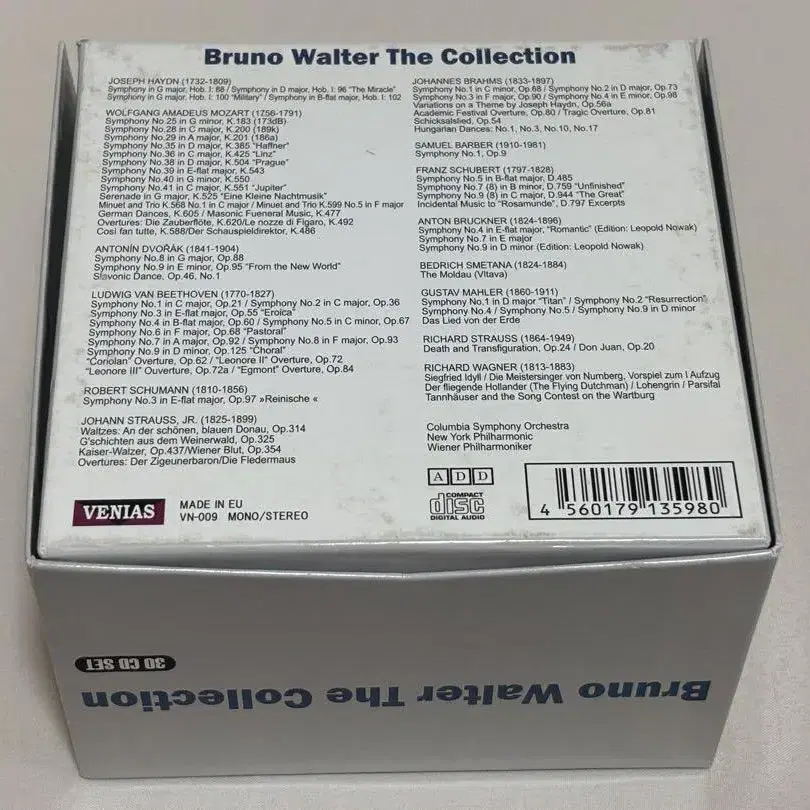 Bruno Walter The Collection
JOSEPH HAYDN (1732-1809)
Symphony in G major, Hob. I: 88 / Symphony in D major, Hob. I: 96 "The Miracle"
Symphony in G major, Hob. I: 100 "Military" / Symphony in B-flat major, Hob. I: 102
WOLFGANG AMADEUS MOZART (1756-1791)
Symphony No.25 in G minor, K.183 (173dB)
Symphony No.28 in C major, K.200 (189k)
Symphony No.29 in A major, K.201 (186a)
Symphony No.35 in D major, K.385 "Haffner"
Symphony No.36 in C major, K.425 "Linz"
Symphony No.38 in D major, K.504 "Prague"
Symphony No.39 in E-flat major, K.543
Symphony No.40 in G minor, K.550
Symphony No.41 in C major, K.551 "Jupiter"
Serenade in G major, K.525 "Eine Kleine Nachtmusik"
Minuet and Trio K.568 No.1 in C major / Minuet and Trio K.599 No.5 in F major
German Dances, K.605 / Masonic Fueneral Music, K.477
Overtures: Die Zauberflöte, K.620/Le nozze di Figaro, K.492
Cosi fan tutte, K.588/Der Schauspieldirektor, K.486
ANTONÍN DVOŘÁK (1841-1904)
Symphony No.8 in G major, Op.88
Symphony No.9 in E minor, Op.95 "From the New World"
Slavonic Dance, Op.46, No.1
LUDWIG VAN BEETHOVEN (1770-1827)
Symphony No.1 in C major, Op.21 / Symphony No.2 in C major, Op.36
Symphony No.3 in E-flat major, Op.55 "Eroica"
Symphony No.4 in B-flat major, Op.60 / Symphony No.5 in C minor, Op.67
Symphony No.6 in F major, Op.68 "Pastoral"
Symphony No.7 in A major, Op.92 / Symphony No.8 in F major, Op.93
Symphony No.9 in D minor, Op.125 "Choral"
"Coriolan" Overture, Op.62 / "Leonore II" Overture, Op.72
"Leonore III" Ouverture, Op.72a / "Egmont" Overture, Op.84
ROBERT SCHUMANN (1810-1856)
Symphony No.3 in E-flat major, Op.97 »Reinische «
JOHANN STRAUSS, JR. (1825-1899)
Waltzes: An der schönen, blauen Donau, Op.314
G'schichten aus dem Weinerwald, Op.325
Kaiser-Walzer, Op.437/Wiener Blut, Op.354
Overtures: Der Zigeunerbaron/Die Fledermaus
JOHANNES BRAHMS (1833-1897)
Symphony No.1 in C minor, Op.68 / Symphony No.2 in D major, Op.73
Symphony No.3 in F major, Op.90 / Symphony No.4 in E minor, Op.98
Variations on a Theme by Joseph Haydn, Op.56a
Academic Festival Overture, Op.80 / Tragic Overture, Op.81
Schicksalslied, Op.54
Hungarian Dances: No.1, No.3, No.10, No.17
SAMUEL BARBER (1910-1981)
Symphony No.1, Op.9
FRANZ SCHUBERT (1797-1828)
Symphony No.5 in B-flat major, D.485
Symphony No.7 (8) in B minor, D.759 "Unfinished"
Symphony No.9 (8) in C major, D.944 "The Great"
Incidental Music to "Rosamunde", D.797 Excerpts
ANTON BRUCKNER (1824-1896)
Symphony No.4 in E-flat major, "Romantic" (Edition: Leopold Nowak)
Symphony No.7 in E major
Symphony No.9 in D minor (Edition: Leopold Nowak)
BEDRICH SMETANA (1824-1884)
The Moldau (Vltava)
GUSTAV MAHLER (1860-1911)
Symphony No.1 in D major "Titan" / Symphony No.2 "Resurrection"
Symphony No.4 / Symphony No.5 / Symphony No.9 in D minor
Das Lied von der Erde
RICHARD STRAUSS (1864-1949)
Death and Transfiguration, Op.24 / Don Juan, Op.20
RICHARD WAGNER (1813-1883)
Siegfried Idyll / Die Meistersinger von Nurnberg, Vorspiel zum I Aufzug
Der fliegende Hollander (The Flying Dutchman) / Lohengrin / Parsifal
Tannhäuser and the Song Contest on the Wartburg
Columbia Symphony Orchestra
New York Philharmonic
Wiener Philharmoniker
ADD
VENIAS
MADE IN EU
VN-009 MONO/STEREO
COMPACT
disc
DIGITAL AUDIO
4 560179 135980
30 CD SET
Bruno Walter The Collection